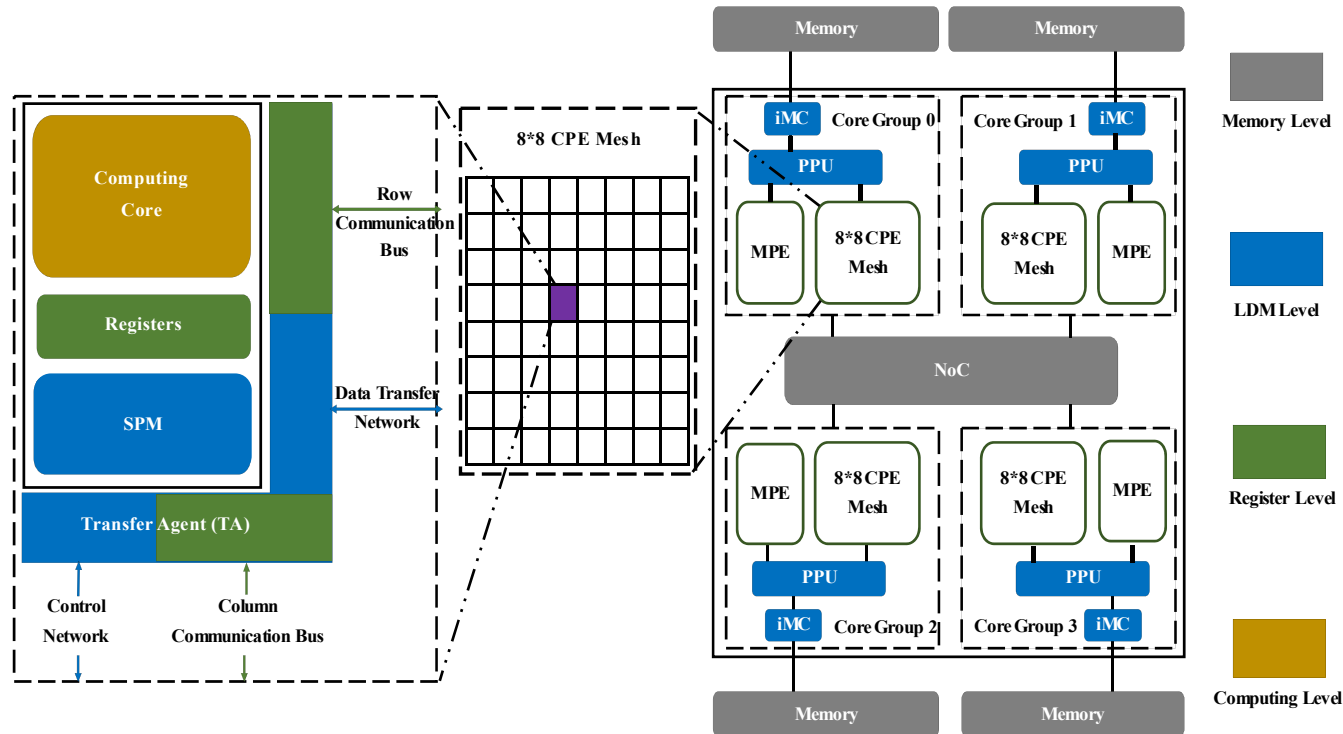 Memory
Memory
Memory Level
iMC
Core Group 0
Core Group 1
iMC
8*8 CPE Mesh
PPU
PPU
Computing
Core
Row
Communication
Bus
MPE
8*8 CPE
Mesh
8*8 CPE
Mesh
MPE
LDM Level
Registers
NoC
Data Transfer
Network
SPM
MPE
8*8 CPE
Mesh
8*8 CPE
Mesh
MPE
Register Level
Transfer Agent (TA)
PPU
PPU
Control
Network
Column
Communication Bus
iMC
Core Group 2
Core Group 3
iMC
Computing Level
Memory
Memory